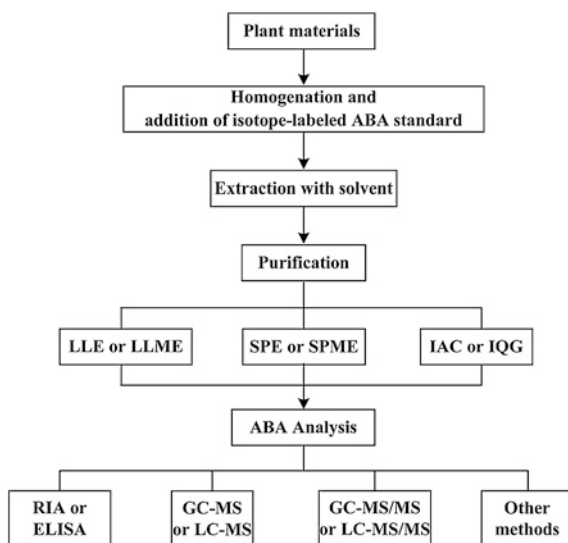 Plant materials
Homogenation and
addition of isotope-labeled ABA standard
Extraction with solvent
Purification
LLE or LLME
SPE or SPME
IAC or IQG
ABA Analysis
RIA or
ELISA
GC-MS
or LC-MS
GC-MS/MS
or LC-MS/MS
Other
methods